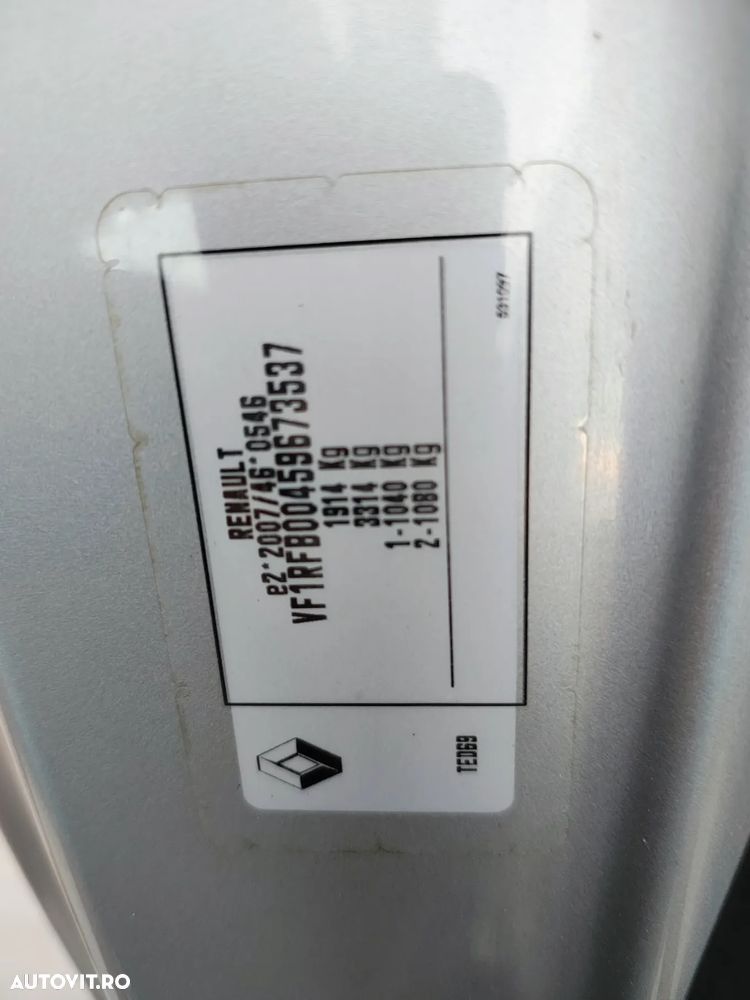 RENAULT
e2*2007/46*0546
VF1RFB00459673537
1914 Kg
3314 Kg
1-1040 Kg
2-1080 Kg
TED69
AUTOVIT.RO